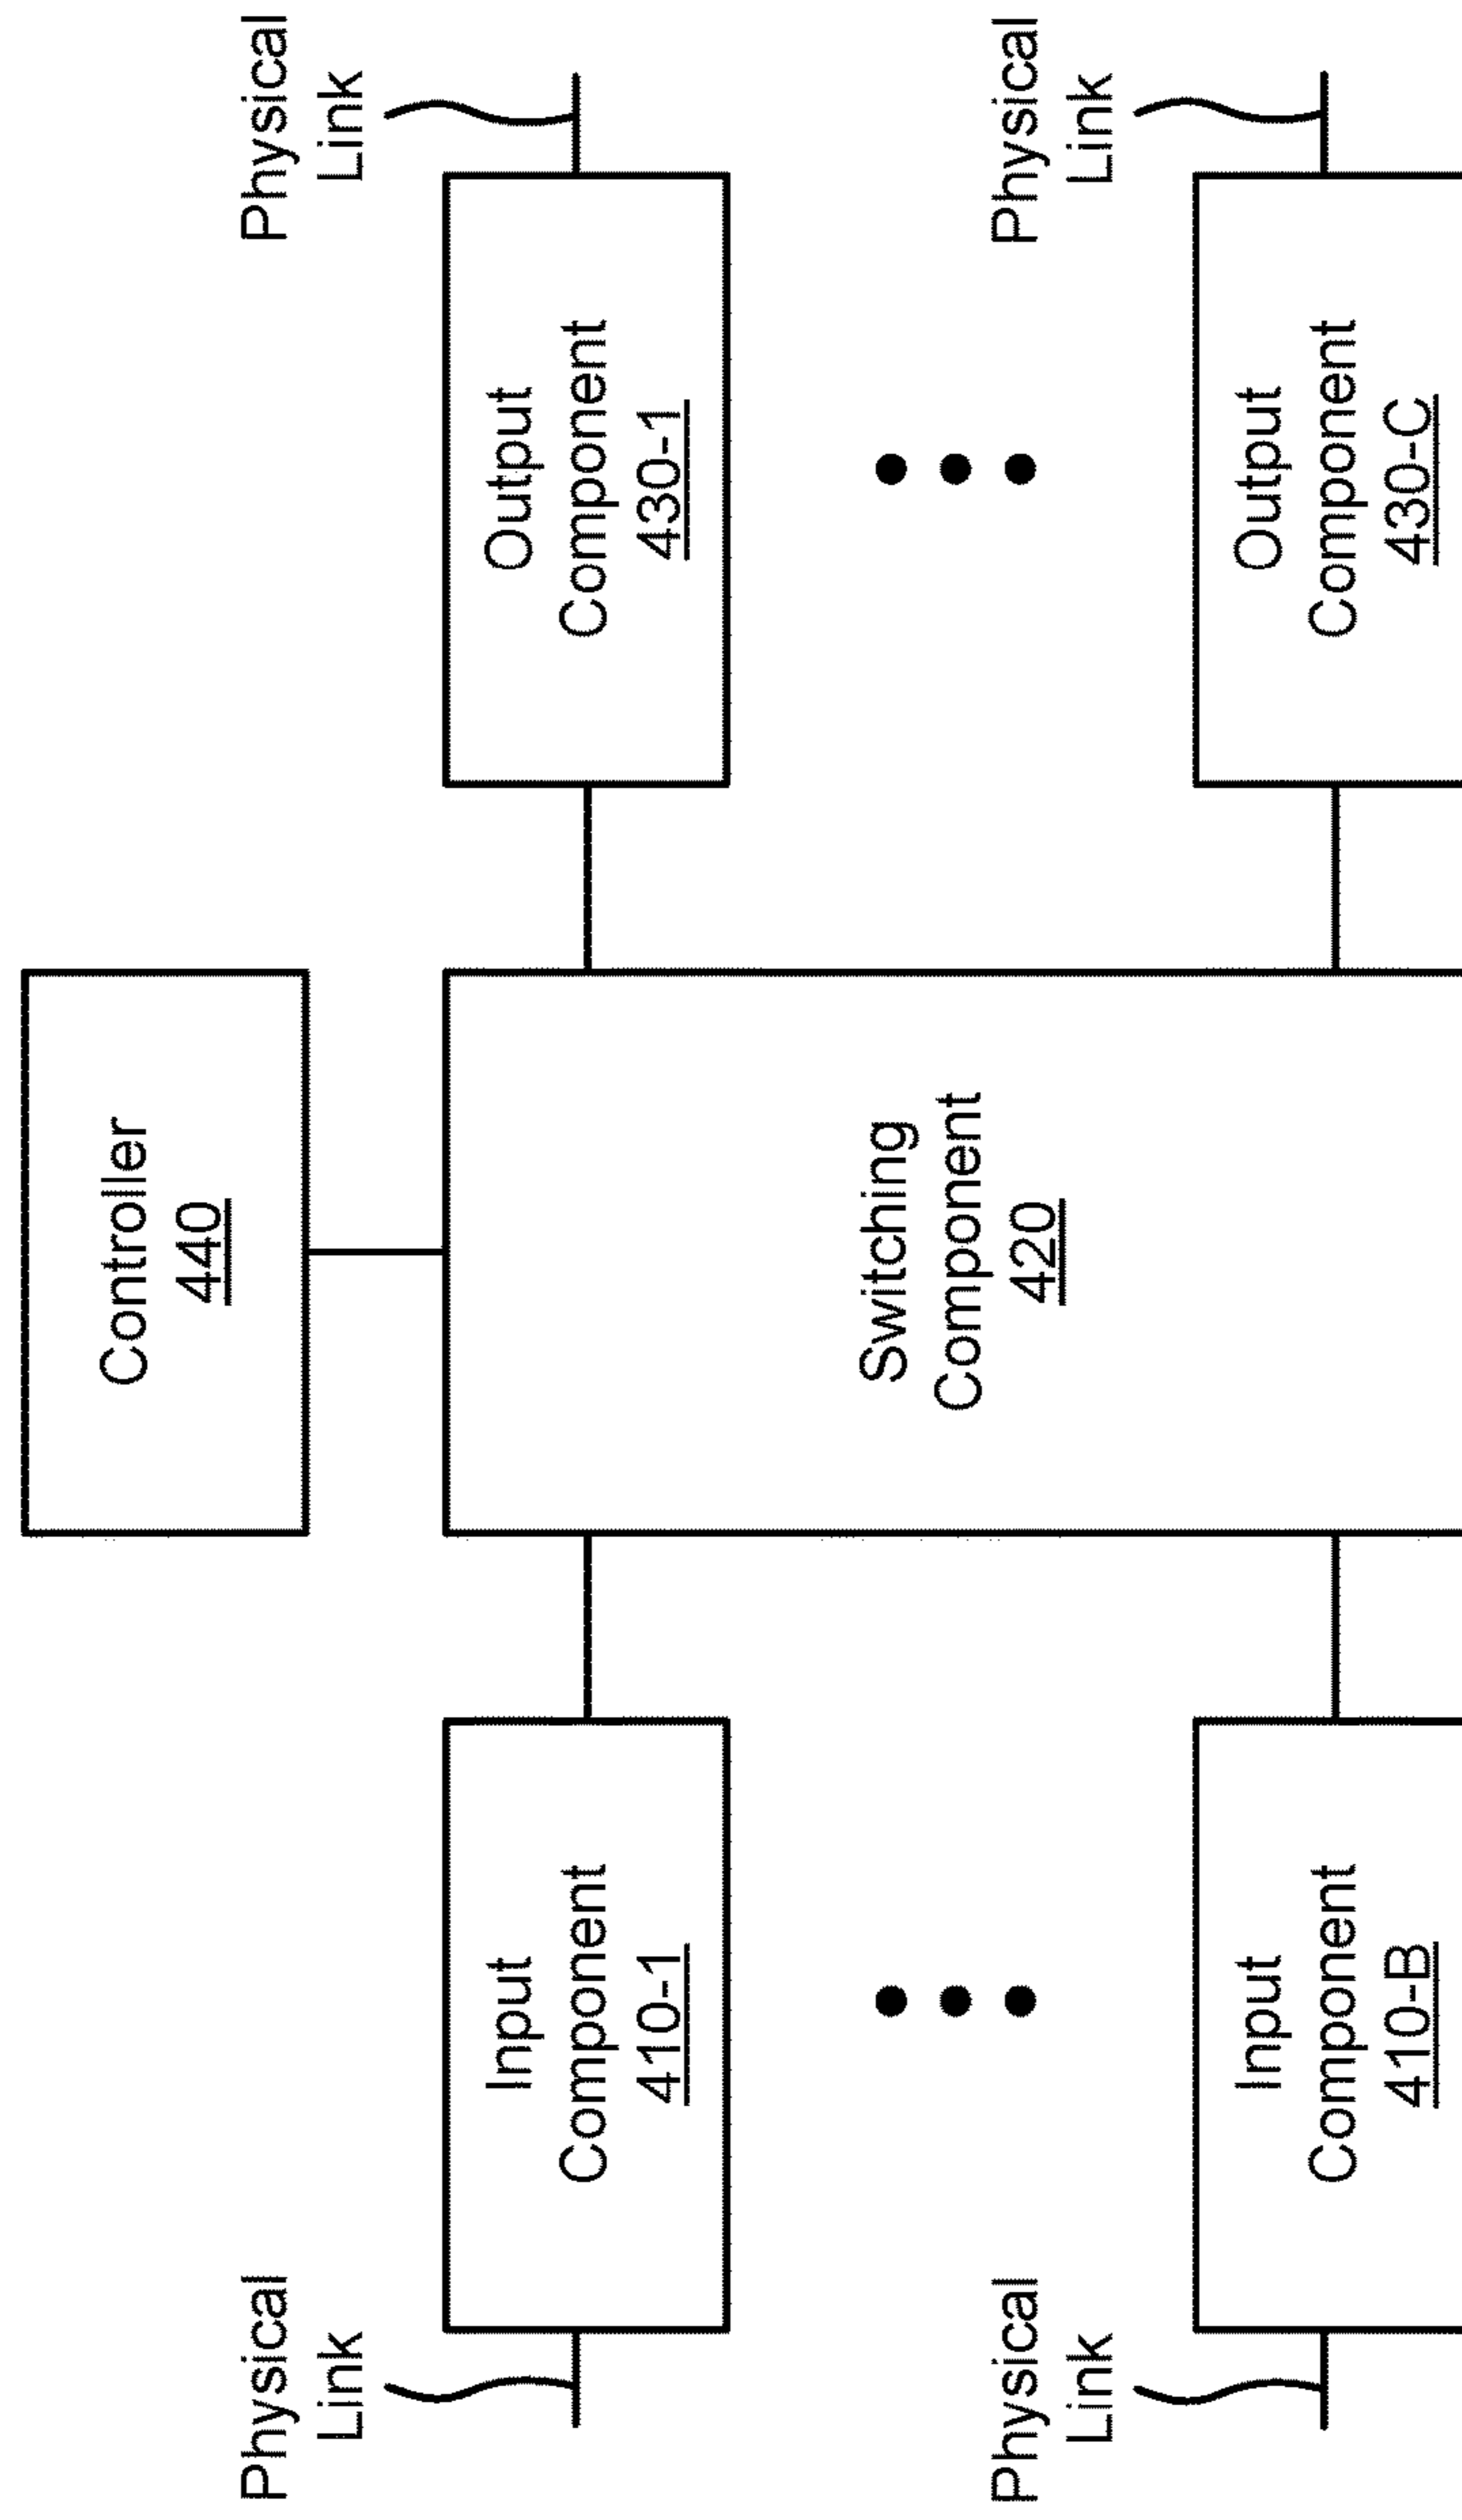 Controller
440
Physical
Link
Input
Component
410-1
Output
Component
430-1
Physical
Link
Switching
Component
420
Physical
Link
Input
Component
410-B
Output
Component
430-C
Physical
Link